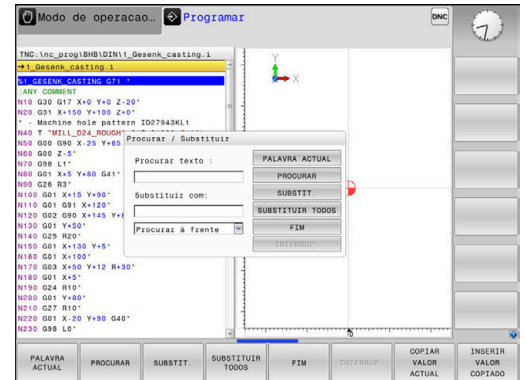 Modo de operacao... Programar
DNC
TNC:\nc_prog\BHB\DIN\1_Gesenk_casting.i
→1_Gesenk_casting.i
%1_GESENK_CASTING G71 *
;ANY COMMENT
N10 G30 G17 X+0 Y+0 Z-20*
N20 G31 X+150 Y+100 Z+0*
* - Machine hole pattern ID27943KL1
N40 T "MILL_D24_ROUGH"
N50 G00 G90 X-25 Y+65
N60 G00 Z-5*
N70 G98 L1*
N80 G01 X+5 Y+80 G41*
N90 G26 R3*
N100 G01 X+15 Y+90*
N110 G01 G91 X+120*
N120 G02 G90 X+145 Y+
N130 G01 Y+50*
N140 G25 R20*
N150 G01 X+130 Y+5*
N160 G01 X+100*
N170 G03 X+50 Y+12 R+30*
N180 G01 X+5*
N190 G24 R10*
N200 G01 Y+80*
N210 G27 R10*
N220 G01 X-20 Y+90 G40*
N230 G98 L0*
Y
X
Procurar / Substituir
Procurar texto :
Substituir com:
Procurar à frente
PALAVRA ACTUAL
PROCURAR
SUBSTIT.
SUBSTITUIR TODOS
FIM
INTERRUP.
PALAVRA ACTUAL
PROCURAR
SUBSTIT.
SUBSTITUIR TODOS
FIM
INTERRUP.
COPIAR VALOR ACTUAL
INSERIR VALOR COPIADO